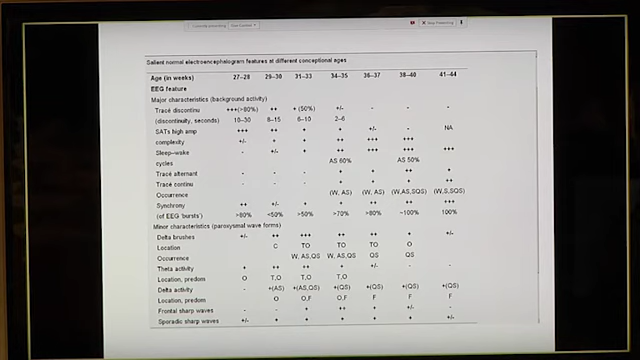 Salient normal electroencephalogram features at different conceptional ages
Age (in weeks) 27–28 29–30 31–33 34–35 36–37 38–40 41–44
EEG feature
Major characteristics (background activity)
Tracé discontinu +++(>80%) ++ + (50%) +/- - - -
(discontinuity, seconds) 10–30 8–15 6–10 2–6
SATs high amp +++ ++ + + +/- - NA
complexity +/- + + ++ +++ +++
Sleep–wake - +/- + ++ +++ +++ +++
cycles AS 60% AS 50%
Tracé alternant - - - + + ++ +
Tracé continu - - - + + + ++
Occurrence (W, AS) (W, AS) (W,AS,SQS) (W,S,SQS)
Synchrony ++ +/- + + ++ ++ +++
(of EEG 'bursts') >80% <50% >50% >70% >80% ~100% 100%
Minor characteristics (paroxysmal wave forms)
Delta brushes +/- ++ +++ ++ ++ + +/-
Location C TO TO TO O
Occurrence W, AS,QS W, AS,QS QS QS
Theta activity + ++ ++ + +/- - -
Location, predom O T,O T,O T,O
Delta activity - +(AS) +(AS,QS) +(QS) +(QS) +(QS) +(QS)
Location, predom O O,F O,F F F F
Frontal sharp waves - - + ++ + +/- -
Sporadic sharp waves +/- + + + + + +/-